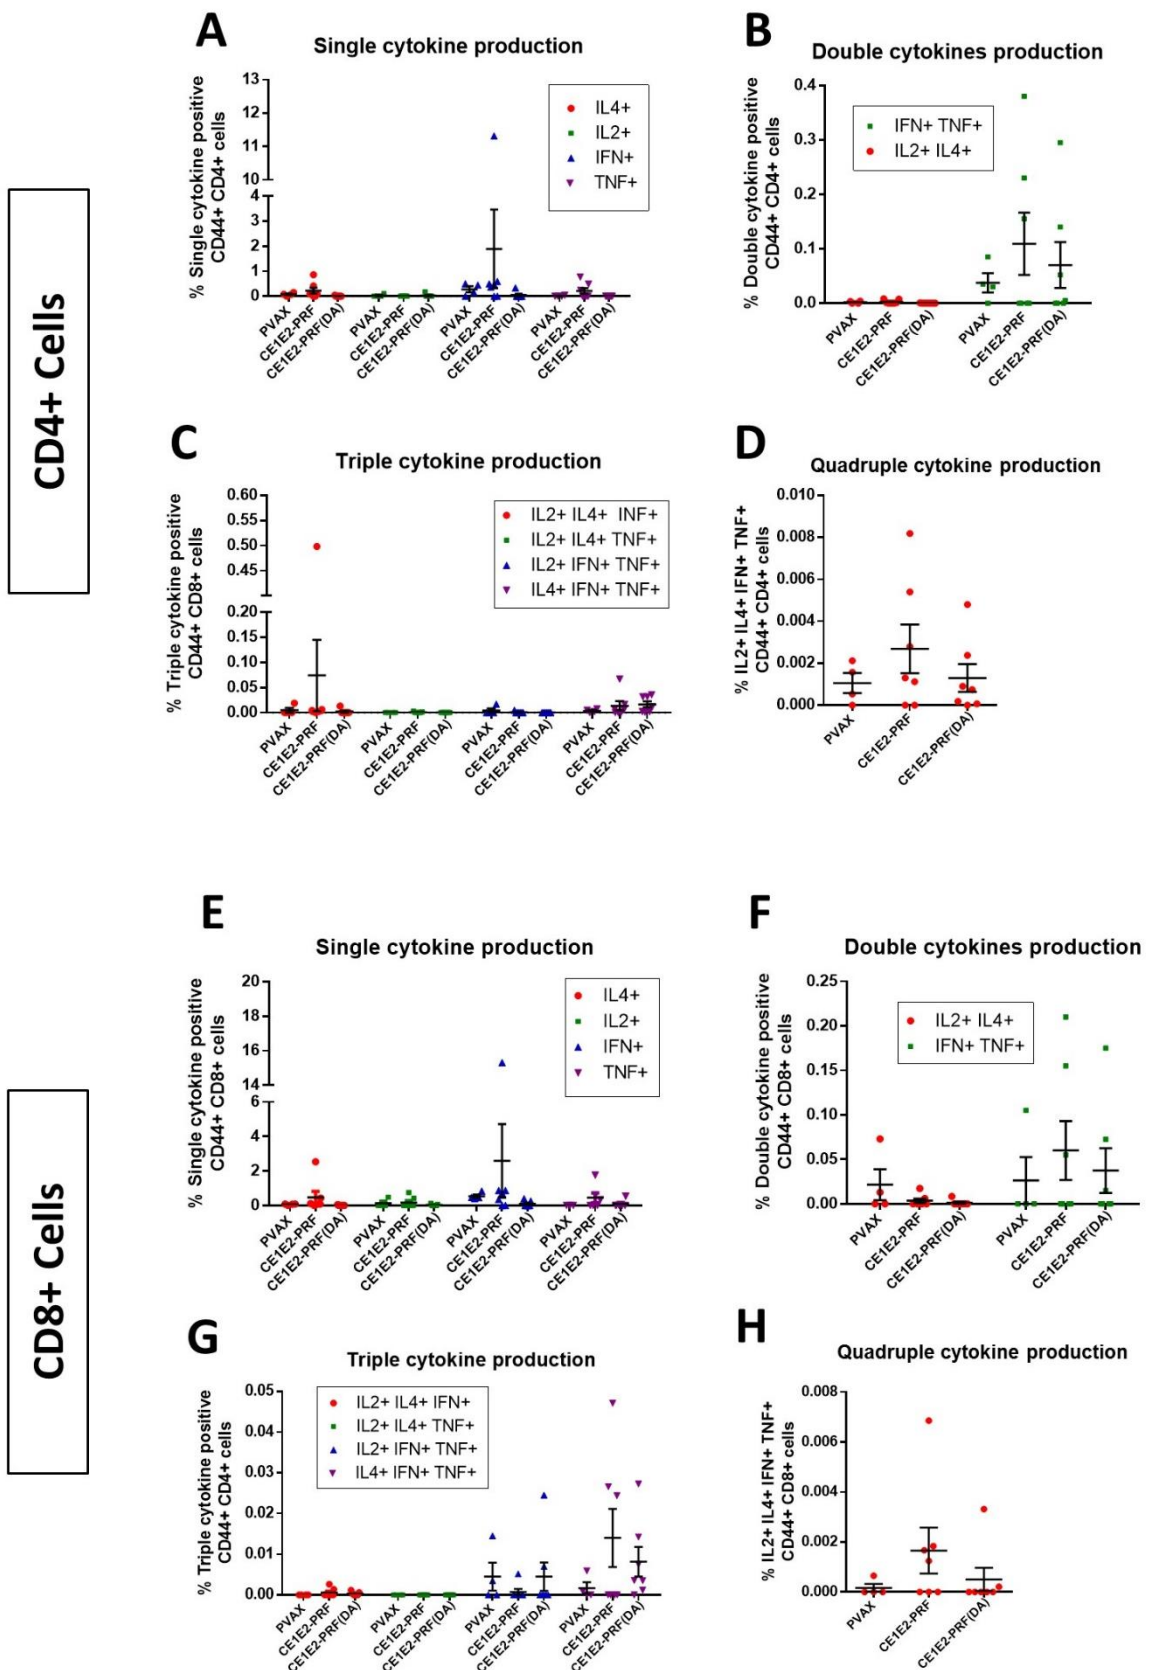 CD4+ Cells
A
Single cytokine production
% Single cytokine positive
CD44+ CD4+ cells
13
12
11
10
4
3
2
1
0
IL4+
IL2+
IFN+
TNF+
PVAX
CE1E2-PRF
CE1E2-PRF(DA)
PVAX
CE1E2-PRF
CE1E2-PRF(DA)
PVAX
CE1E2-PRF
CE1E2-PRF(DA)
PVAX
CE1E2-PRF
CE1E2-PRF(DA)
B
Double cytokines production
% Double cytokine positive
CD44+ CD4+ cells
0.4
0.3
0.2
0.1
0.0
IFN+ TNF+
IL2+ IL4+
PVAX
CE1E2-PRF
CE1E2-PRF(DA)
PVAX
CE1E2-PRF
CE1E2-PRF(DA)
C
Triple cytokine production
% Triple cytokine positive
CD44+ CD8+ cells
0.60
0.55
0.50
0.45
0.20
0.15
0.10
0.05
0.00
IL2+ IL4+ INF+
IL2+ IL4+ TNF+
IL2+ IFN+ TNF+
IL4+ IFN+ TNF+
PVAX
CE1E2-PRF
CE1E2-PRF(DA)
PVAX
CE1E2-PRF
CE1E2-PRF(DA)
PVAX
CE1E2-PRF
CE1E2-PRF(DA)
PVAX
CE1E2-PRF
CE1E2-PRF(DA)
D
Quadruple cytokine production
% IL2+ IL4+ IFN+ TNF+
CD44+ CD4+ cells
0.010
0.008
0.006
0.004
0.002
0.000
PVAX
CE1E2-PRF
CE1E2-PRF(DA)
CD8+ Cells
E
Single cytokine production
% Single cytokine positive
CD44+ CD8+ cells
20
18
16
14
6
4
2
0
IL4+
IL2+
IFN+
TNF+
PVAX
CE1E2-PRF
CE1E2-PRF(DA)
PVAX
CE1E2-PRF
CE1E2-PRF(DA)
PVAX
CE1E2-PRF
CE1E2-PRF(DA)
PVAX
CE1E2-PRF
CE1E2-PRF(DA)
F
Double cytokines production
% Double cytokine positive
CD44+ CD8+ cells
0.25
0.20
0.15
0.10
0.05
0.00
IL2+ IL4+
IFN+ TNF+
PVAX
CE1E2-PRF
CE1E2-PRF(DA)
PVAX
CE1E2-PRF
CE1E2-PRF(DA)
G
Triple cytokine production
% Triple cytokine positive
CD44+ CD4+ cells
0.05
0.04
0.03
0.02
0.01
0.00
IL2+ IL4+ IFN+
IL2+ IL4+ TNF+
IL2+ IFN+ TNF+
IL4+ IFN+ TNF+
PVAX
CE1E2-PRF
CE1E2-PRF(DA)
PVAX
CE1E2-PRF
CE1E2-PRF(DA)
PVAX
CE1E2-PRF
CE1E2-PRF(DA)
PVAX
CE1E2-PRF
CE1E2-PRF(DA)
H
Quadruple cytokine production
% IL2+ IL4+ IFN+ TNF+
CD44+ CD8+ cells
0.008
0.006
0.004
0.002
0.000
PVAX
CE1E2-PRF
CE1E2-PRF(DA)